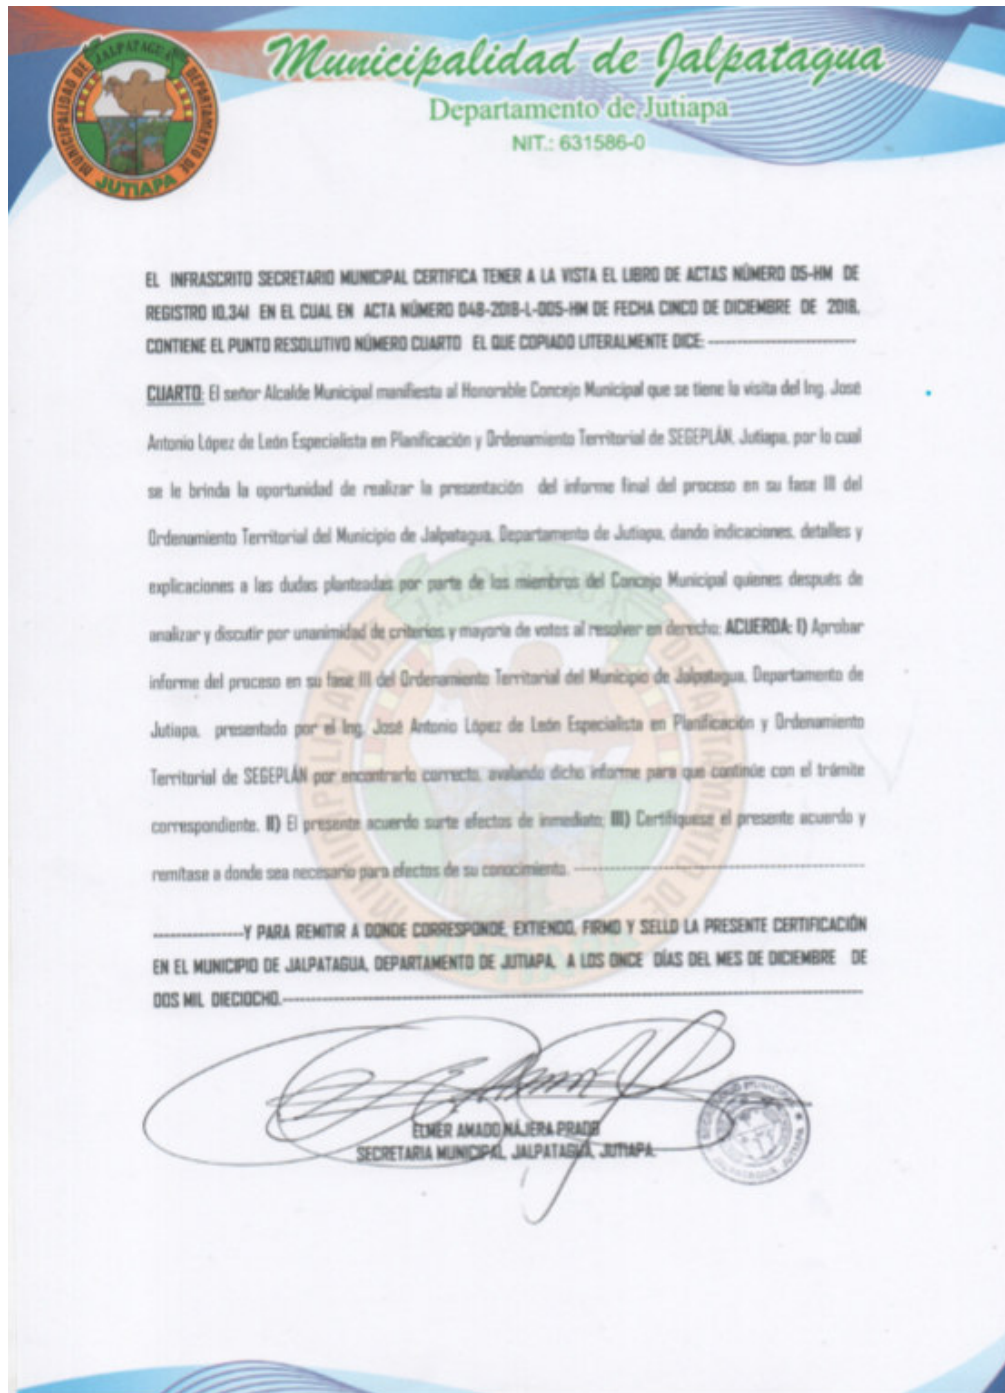 Municipalidad de Jalpatagua
Departamento de Jutiapa
NIT.: 631586-0
JALPATAGUA
MUNICIPALIDAD DE
DEPARTAMENTO DE
JUTIAPA
EL INFRASCRITO SECRETARIO MUNICIPAL CERTIFICA TENER A LA VISTA EL LIBRO DE ACTAS NÚMERO 05-HM DE
REGISTRO 10,341 EN EL CUAL EN ACTA NÚMERO 048-2018-L-005-HM DE FECHA CINCO DE DICIEMBRE DE 2018,
CONTIENE EL PUNTO RESOLUTIVO NÚMERO CUARTO EL QUE COPIADO LITERALMENTE DICE: -------------------------
CUARTO: El señor Alcalde Municipal manifiesta al Honorable Concejo Municipal que se tiene la visita del Ing. José
Antonio López de León Especialista en Planificación y Ordenamiento Territorial de SEGEPLÁN, Jutiapa, por lo cual
se le brinda la oportunidad de realizar la presentación del informe final del proceso en su fase III del
Ordenamiento Territorial del Municipio de Jalpatagua, Departamento de Jutiapa, dando indicaciones, detalles y
explicaciones a las dudas planteadas por parte de los miembros del Concejo Municipal quienes después de
analizar y discutir por unanimidad de criterios y mayoría de votos al resolver en derecho; ACUERDA: I) Aprobar
informe del proceso en su fase III del Ordenamiento Territorial del Municipio de Jalpatagua, Departamento de
Jutiapa, presentado por el Ing. José Antonio López de León Especialista en Planificación y Ordenamiento
Territorial de SEGEPLÁN por encontrarlo correcto, avalando dicho informe para que continúe con el trámite
correspondiente. II) El presente acuerdo surte efectos de inmediato; III) Certifíquese el presente acuerdo y
remítase a donde sea necesario para efectos de su conocimiento. --------------------------------------------------
---------------Y PARA REMITIR A DONDE CORRESPONDE, EXTIENDO, FIRMO Y SELLO LA PRESENTE CERTIFICACIÓN
EN EL MUNICIPIO DE JALPATAGUA, DEPARTAMENTO DE JUTIAPA, A LOS ONCE DÍAS DEL MES DE DICIEMBRE DE
DOS MIL DIECIOCHO.--------------------------------------------------------------------------------
ELMER AMADO NÁJERA PRADO
SECRETARIA MUNICIPAL, JALPATAGUA, JUTIAPA.